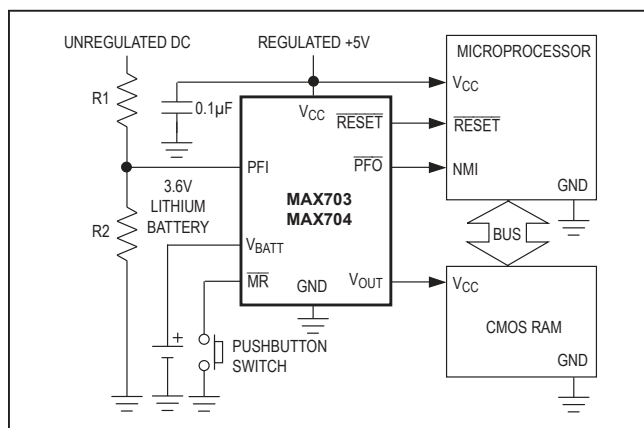 UNREGULATED DC
REGULATED +5V
MICROPROCESSOR
R1
0.1µF
VCC
RESET
PFO
PFI
MAX703
MAX704
3.6V
LITHIUM
BATTERY
R2
VBATT
MR
GND
VOUT
PUSHBUTTON
SWITCH
VCC
RESET
NMI
GND
BUS
VCC
CMOS RAM
GND